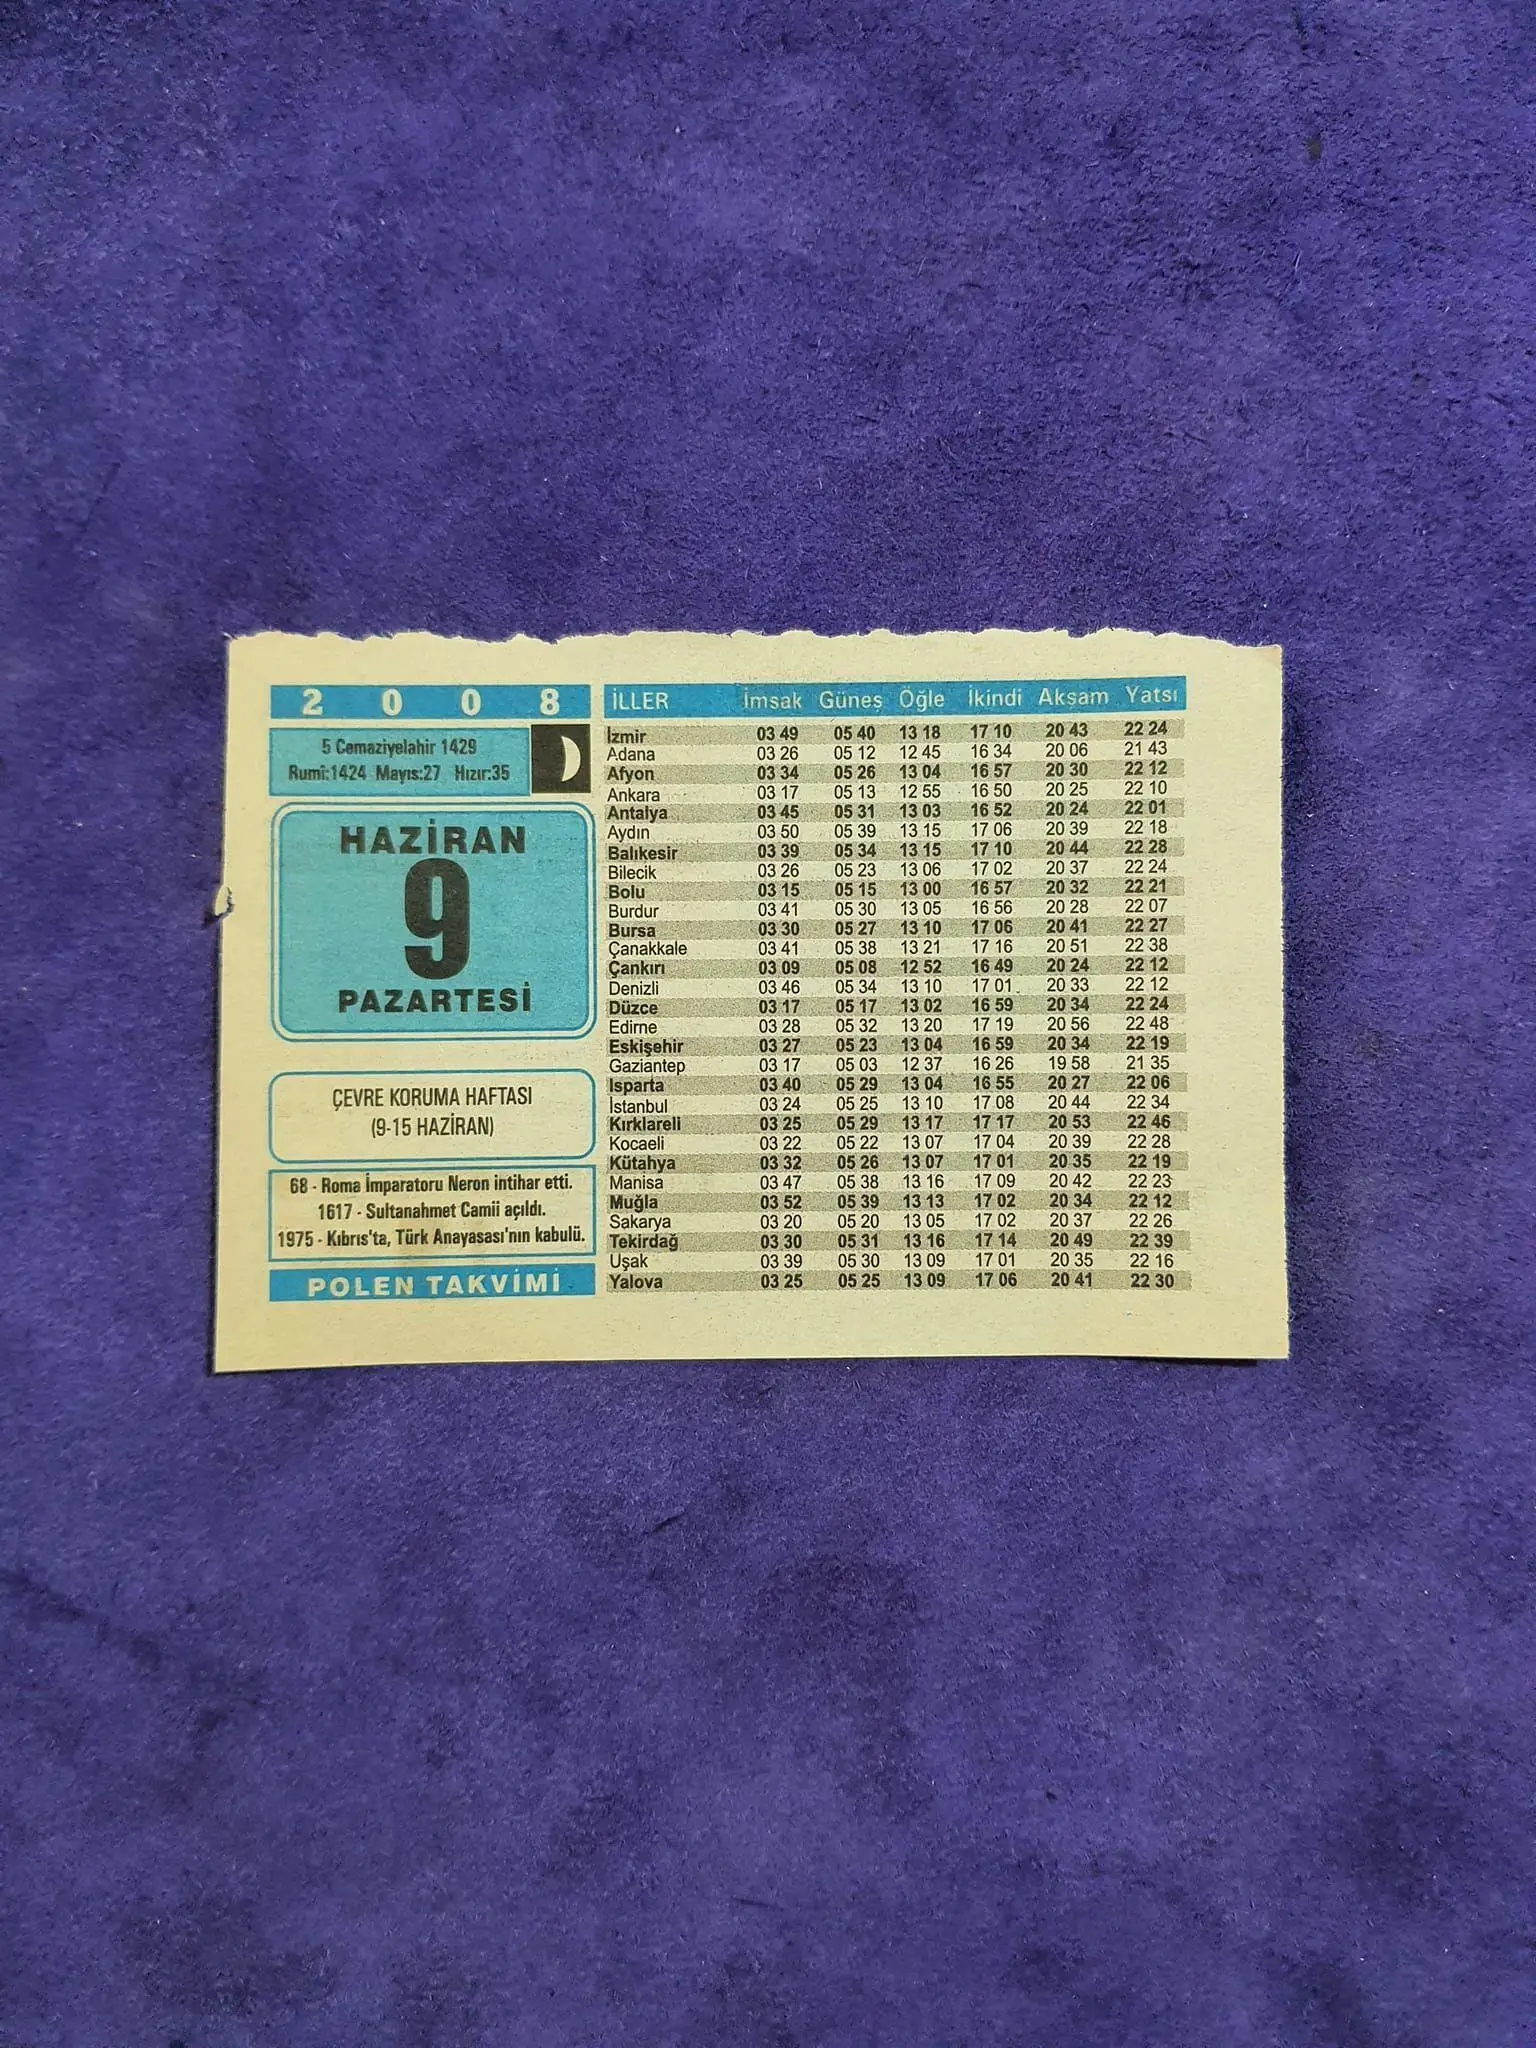 2 0 0 8
5 Cemaziyelahir 1429
Rumî:1424 Mayıs:27 Hızır:35
HAZİRAN
9
PAZARTESİ
ÇEVRE KORUMA HAFTASI
(9-15 HAZİRAN)
68 - Roma İmparatoru Neron intihar etti.
1617 - Sultanahmet Camii açıldı.
1975 - Kıbrıs'ta, Türk Anayasası'nın kabulü.
POLEN TAKVİMİ
İLLER İmsak Güneş Öğle İkindi Akşam Yatsı
İzmir 03 49 05 40 13 18 17 10 20 43 22 24
Adana 03 26 05 12 12 45 16 34 20 06 21 43
Afyon 03 34 05 26 13 04 16 57 20 30 22 12
Ankara 03 17 05 13 12 55 16 50 20 25 22 10
Antalya 03 45 05 31 13 03 16 52 20 24 22 01
Aydın 03 50 05 39 13 15 17 06 20 39 22 18
Balıkesir 03 39 05 34 13 15 17 10 20 44 22 28
Bilecik 03 26 05 23 13 06 17 02 20 37 22 24
Bolu 03 15 05 15 13 00 16 57 20 32 22 21
Burdur 03 41 05 30 13 05 16 56 20 28 22 07
Bursa 03 30 05 27 13 10 17 06 20 41 22 27
Çanakkale 03 41 05 38 13 21 17 16 20 51 22 38
Çankırı 03 09 05 08 12 52 16 49 20 24 22 12
Denizli 03 46 05 34 13 10 17 01 20 33 22 12
Düzce 03 17 05 17 13 02 16 59 20 34 22 24
Edirne 03 28 05 32 13 20 17 19 20 56 22 48
Eskişehir 03 27 05 23 13 04 16 59 20 34 22 19
Gaziantep 03 17 05 03 12 37 16 26 19 58 21 35
Isparta 03 40 05 29 13 04 16 55 20 27 22 06
İstanbul 03 24 05 25 13 10 17 08 20 44 22 34
Kırklareli 03 25 05 29 13 17 17 17 20 53 22 46
Kocaeli 03 22 05 22 13 07 17 04 20 39 22 28
Kütahya 03 32 05 26 13 07 17 01 20 35 22 19
Manisa 03 47 05 38 13 16 17 09 20 42 22 23
Muğla 03 52 05 39 13 13 17 02 20 34 22 12
Sakarya 03 20 05 20 13 05 17 02 20 37 22 26
Tekirdağ 03 30 05 31 13 16 17 14 20 49 22 39
Uşak 03 39 05 30 13 09 17 01 20 35 22 16
Yalova 03 25 05 25 13 09 17 06 20 41 22 30